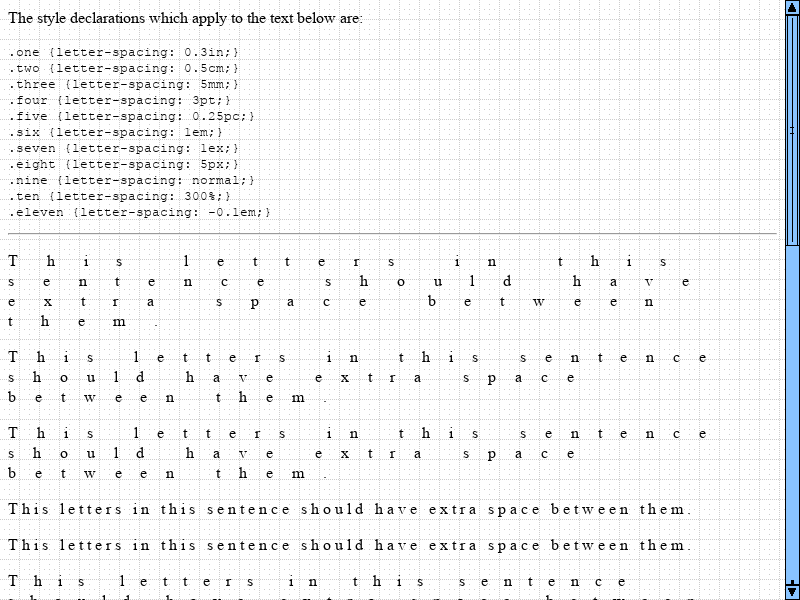 The style declarations which apply to the text below are:
.one {letter-spacing: 0.3in;}
.two {letter-spacing: 0.5cm;}
.three {letter-spacing: 5mm;}
.four {letter-spacing: 3pt;}
.five {letter-spacing: 0.25pc;}
.six {letter-spacing: 1em;}
.seven {letter-spacing: 1ex;}
.eight {letter-spacing: 5px;}
.nine {letter-spacing: normal;}
.ten {letter-spacing: 300%;}
.eleven {letter-spacing: -0.1em;}
This letters in this
sentence should have
extra space between
them.
This letters in this sentence
should have extra space
between them.
This letters in this sentence
should have extra space
between them.
This letters in this sentence should have extra space between them.
This letters in this sentence should have extra space between them.
This letters in this sentence